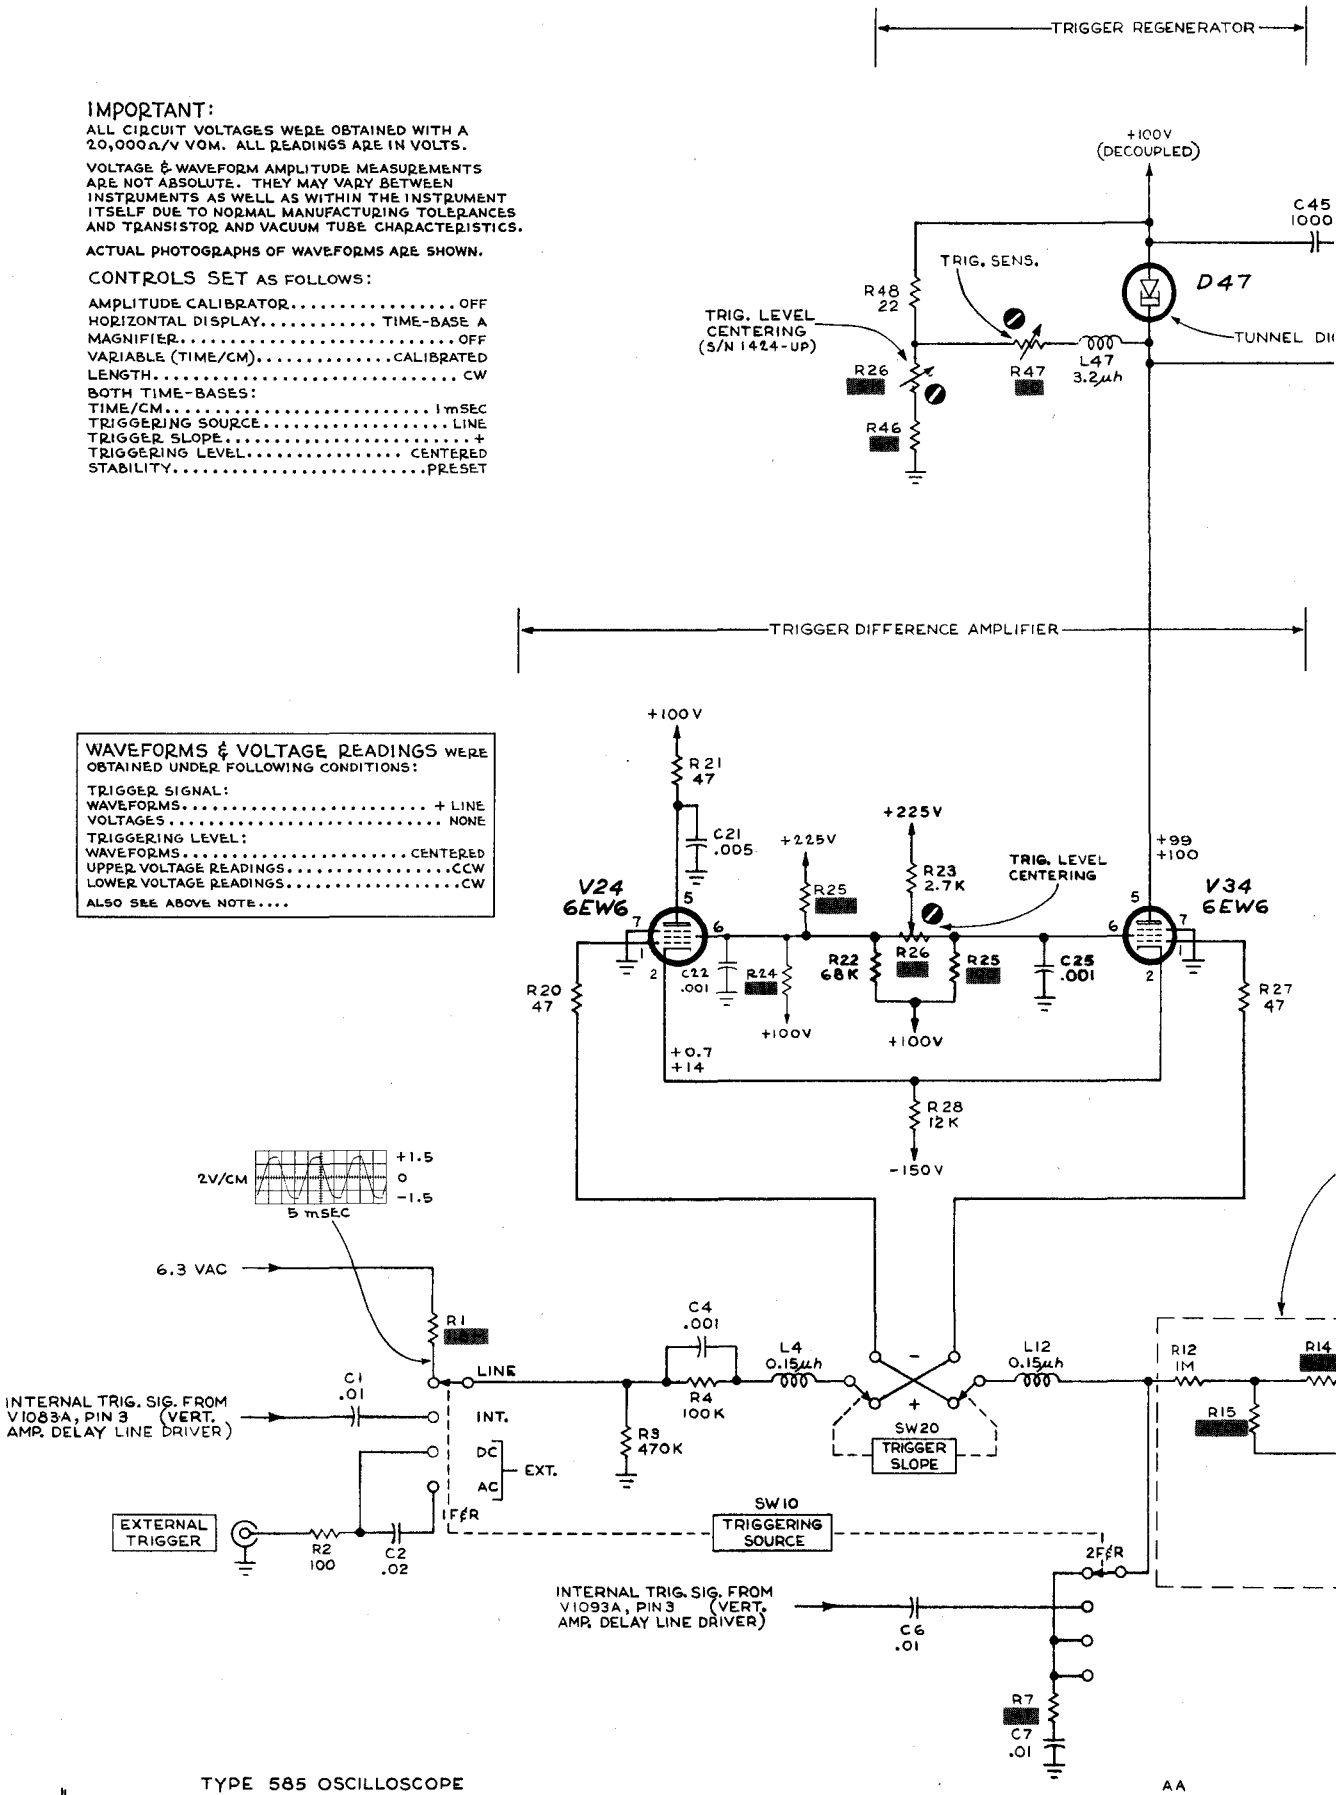 TRIGGER REGENERATOR
IMPORTANT:
ALL CIRCUIT VOLTAGES WERE OBTAINED WITH A
20,000Ω/V VOM. ALL READINGS ARE IN VOLTS.
VOLTAGE & WAVEFORM AMPLITUDE MEASUREMENTS
ARE NOT ABSOLUTE. THEY MAY VARY BETWEEN
INSTRUMENTS AS WELL AS WITHIN THE INSTRUMENT
ITSELF DUE TO NORMAL MANUFACTURING TOLERANCES
AND TRANSISTOR AND VACUUM TUBE CHARACTERISTICS.
ACTUAL PHOTOGRAPHS OF WAVEFORMS ARE SHOWN.
CONTROLS SET AS FOLLOWS:
AMPLITUDE CALIBRATOR................OFF
HORIZONTAL DISPLAY............TIME-BASE A
MAGNIFIER...........................OFF
VARIABLE (TIME/CM).............CALIBRATED
LENGTH..............................CW
BOTH TIME-BASES:
TIME/CM..........................1mSEC
TRIGGERING SOURCE..................LINE
TRIGGER SLOPE........................+
TRIGGERING LEVEL................CENTERED
STABILITY........................PRESET
+100V
(DECOUPLED)
C45
1000
D47
TUNNEL
TRIG. SENS.
R48
22
TRIG. LEVEL
CENTERING
(S/N 1424-UP)
R26
R47
L47
3.2μh
R46
TRIGGER DIFFERENCE AMPLIFIER
WAVEFORMS & VOLTAGE READINGS WERE
OBTAINED UNDER FOLLOWING CONDITIONS:
TRIGGER SIGNAL:
WAVEFORMS........................+ LINE
VOLTAGES...........................NONE
TRIGGERING LEVEL:
WAVEFORMS......................CENTERED
UPPER VOLTAGE READINGS..............CCW
LOWER VOLTAGE READINGS...............CW
ALSO SEE ABOVE NOTE....
+100V
R21
47
C21
.005
+225V
R25
+225V
R23
2.7K
TRIG. LEVEL
CENTERING
+99
+100
V24
6EW6
5
7
1
2
6
V34
6EW6
5
7
1
2
6
R20
47
C22
.001
R24
+100V
R22
68K
R26
R25
+100V
C25
.001
R27
47
+0.7
+14
R28
12K
-150V
2V/CM
+1.5
0
-1.5
5 mSEC
6.3 VAC
R1
LINE
C1
.01
INTERNAL TRIG. SIG. FROM
V1083A, PIN 3 (VERT.
AMP. DELAY LINE DRIVER)
INT.
DC
AC
EXT.
1F&R
EXTERNAL
TRIGGER
R2
100
C2
.02
R3
470K
C4
.001
R4
100K
L4
0.15μh
-
+
SW20
TRIGGER
SLOPE
L12
0.15μh
R12
1M
R14
R15
SW10
TRIGGERING
SOURCE
2F&R
INTERNAL TRIG. SIG. FROM
V1093A, PIN 3 (VERT.
AMP. DELAY LINE DRIVER)
C6
.01
R7
C7
.01
TYPE 585 OSCILLOSCOPE
AA